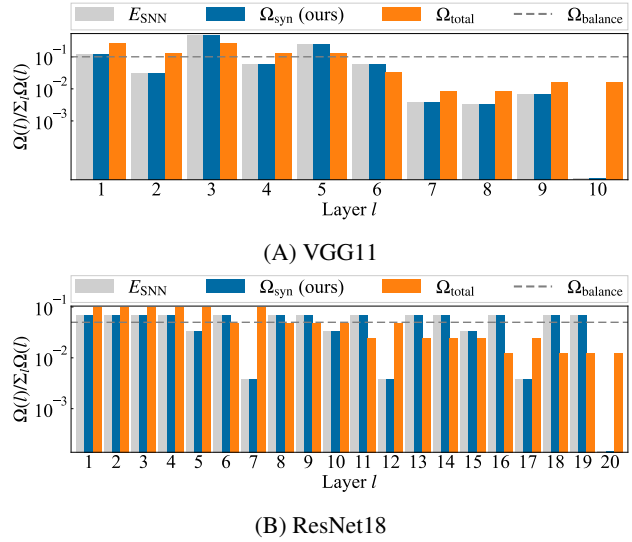 E_SNN Ω_syn (ours) Ω_total Ω_balance
10⁻¹
10⁻²
10⁻³
Ω(l)/Σ_lΩ(l)
1 2 3 4 5 6 7 8 9 10
Layer l
(A) VGG11
E_SNN Ω_syn (ours) Ω_total Ω_balance
10⁻¹
10⁻²
10⁻³
Ω(l)/Σ_lΩ(l)
1 2 3 4 5 6 7 8 9 10 11 12 13 14 15 16 17 18 19 20
Layer l
(B) ResNet18